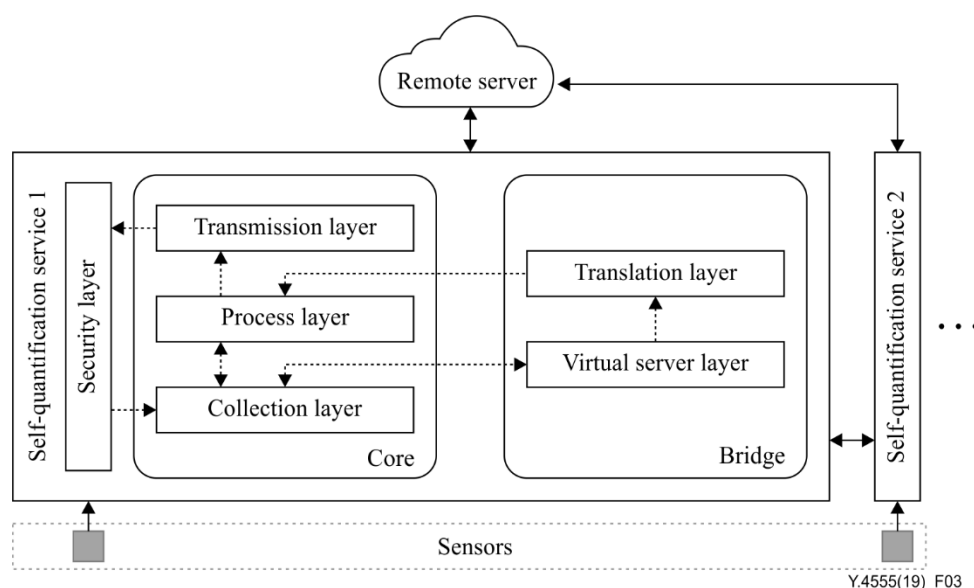 Remote server
Self-quantification service 1
Security layer
Transmission layer
Process layer
Collection layer
Core
Translation layer
Virtual server layer
Bridge
Self-quantification service 2
...
Sensors
Y.4555(19)_F03